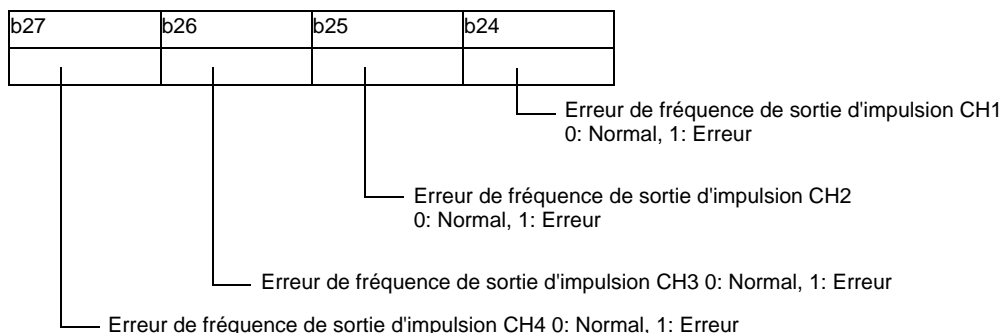 b27 b26 b25 b24
Erreur de fréquence de sortie d'impulsion CH1
0: Normal, 1: Erreur
Erreur de fréquence de sortie d'impulsion CH2
0: Normal, 1: Erreur
Erreur de fréquence de sortie d'impulsion CH3 0: Normal, 1: Erreur
Erreur de fréquence de sortie d'impulsion CH4 0: Normal, 1: Erreur